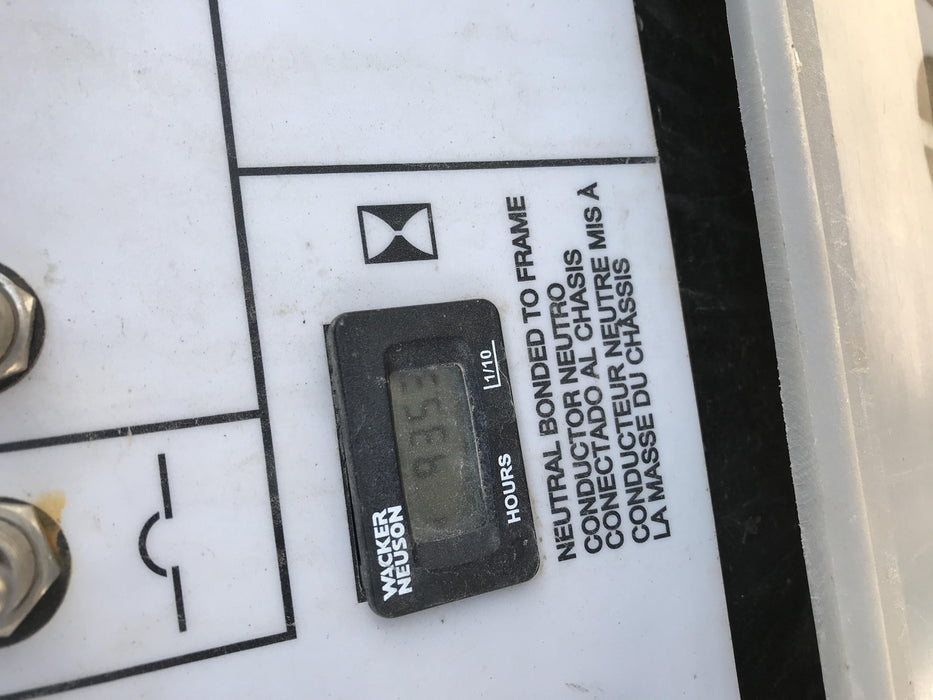 WACKER
NEUSON
9353
HOURS 1/10
NEUTRAL BONDED TO FRAME
CONDUCTOR NEUTRO
CONECTADO AL CHASIS
CONDUCTEUR NEUTRE MIS À
LA MASSE DU CHÂSSIS